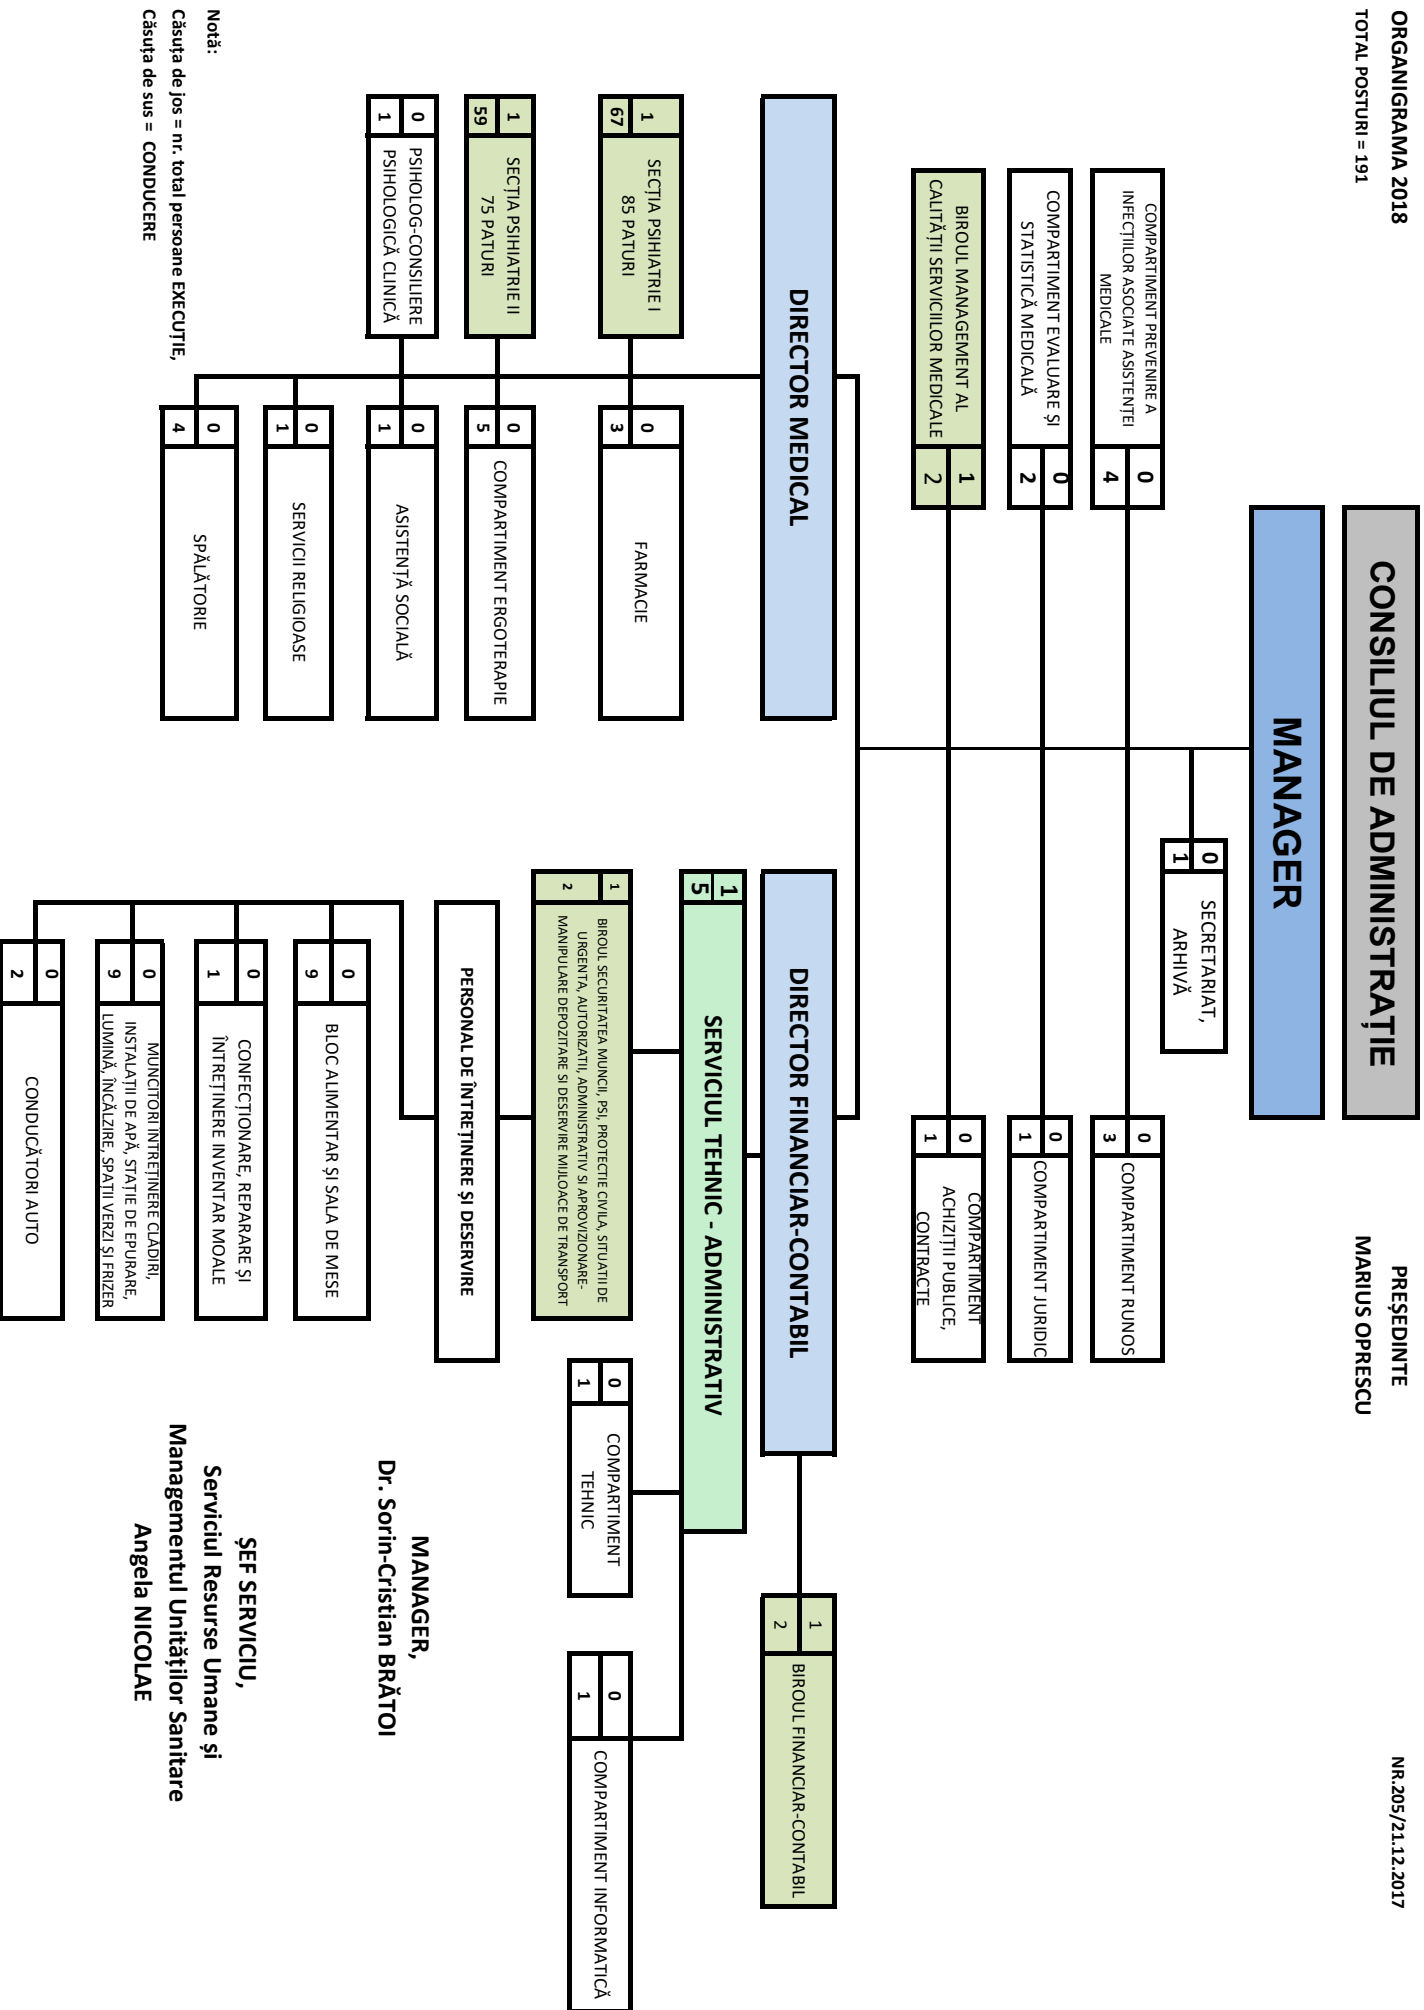 ORGANIGRAMA 2018
TOTAL POSTURI = 191
NR.205/21.12.2017
PREȘEDINTE
MARIUS OPRESCU
CONSILIUL DE ADMINISTRAȚIE
MANAGER
0
1
SECRETARIAT,
ARHIVĂ
COMPARTIMENT PREVENIRE A
INFECȚIILOR ASOCIATE ASISTENȚEI
MEDICALE
0
4
0
3
COMPARTIMENT RUNOS
COMPARTIMENT EVALUARE ȘI
STATISTICĂ MEDICALĂ
0
2
0
1
COMPARTIMENT JURIDIC
BIROUL MANAGEMENT AL
CALITĂȚII SERVICIILOR MEDICALE
1
2
0
1
COMPARTIMENT
ACHIZIȚII PUBLICE,
CONTRACTE
DIRECTOR MEDICAL
DIRECTOR FINANCIAR-CONTABIL
1
2
BIROUL FINANCIAR-CONTABIL
1
5
SERVICIUL TEHNIC - ADMINISTRATIV
1
67
SECȚIA PSIHIATRIE I
85 PATURI
0
3
FARMACIE
1
2
BIROUL SECURITATEA MUNCII, PSI, PROTECTIE CIVILA, SITUATII DE
URGENTA, AUTORIZATII, ADMINISTRATIV SI APROVIZIONARE-
MANIPULARE DEPOZITARE SI DESERVIRE MIJLOACE DE TRANSPORT
0
1
COMPARTIMENT
TEHNIC
0
1
COMPARTIMENT INFORMATICĂ
1
59
SECȚIA PSIHIATRIE II
75 PATURI
0
5
COMPARTIMENT ERGOTERAPIE
PERSONAL DE ÎNTREȚINERE ȘI DESERVIRE
0
1
PSIHOLOG-CONSILIERE
PSIHOLOGICĂ CLINICĂ
0
1
ASISTENȚĂ SOCIALĂ
0
9
BLOC ALIMENTAR ȘI SALA DE MESE
0
1
SERVICII RELIGIOASE
0
1
CONFECȚIONARE, REPARARE ȘI
ÎNTREȚINERE INVENTAR MOALE
0
4
SPĂLĂTORIE
0
9
MUNCITORI ÎNTREȚINERE CLĂDIRI,
INSTALAȚII DE APĂ, STAȚIE DE EPURARE,
LUMINĂ, ÎNCĂLZIRE, SPAȚII VERZI ȘI FRIZER
0
2
CONDUCĂTORI AUTO
MANAGER,
Dr. Sorin-Cristian BRĂTOI
ȘEF SERVICIU,
Serviciul Resurse Umane și
Managementul Unităților Sanitare
Angela NICOLAE
Notă:
Căsuța de jos = nr. total persoane EXECUȚIE,
Căsuța de sus = CONDUCERE